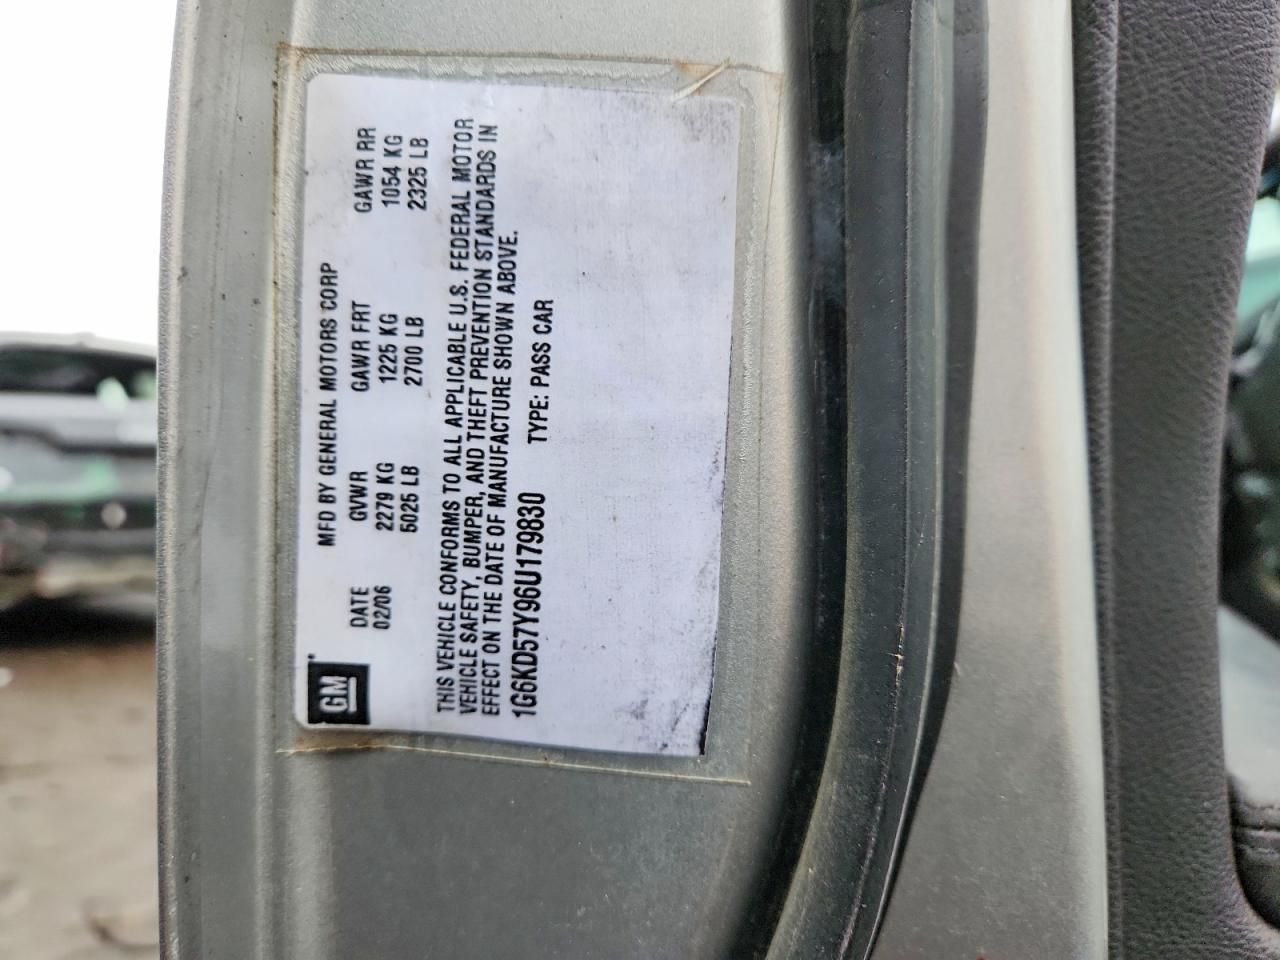 GM
MFD BY GENERAL MOTORS CORP
DATE GVWR GAWR FRT GAWR RR
02/06 2279 KG 1225 KG 1054 KG
5025 LB 2700 LB 2325 LB
THIS VEHICLE CONFORMS TO ALL APPLICABLE U.S. FEDERAL MOTOR
VEHICLE SAFETY, BUMPER, AND THEFT PREVENTION STANDARDS IN
EFFECT ON THE DATE OF MANUFACTURE SHOWN ABOVE.
1G6KD57Y96U179830 TYPE: PASS CAR